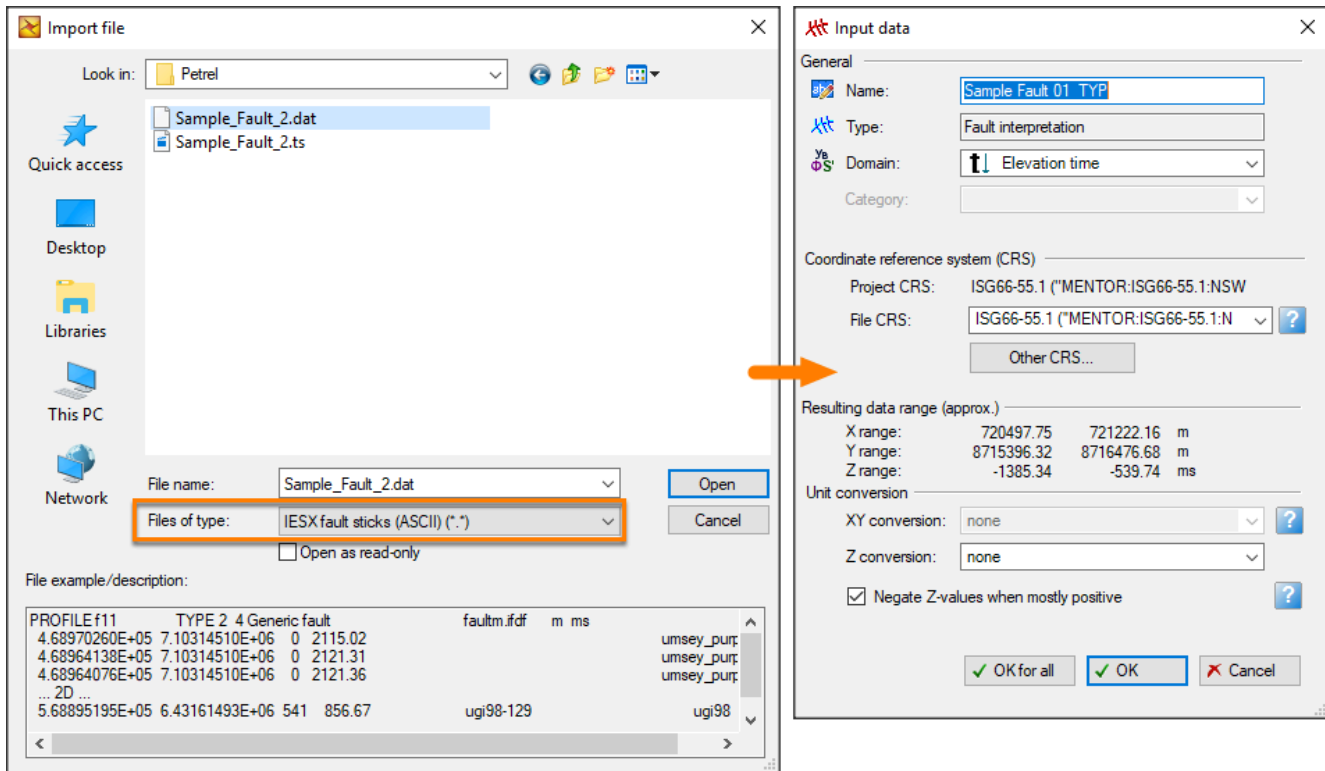 Import file
Look in:
Petrel
Sample_Fault_2.dat
Sample_Fault_2.ts
Quick access
Desktop
Libraries
This PC
Network
File name:
Sample_Fault_2.dat
Open
Files of type:
IESX fault sticks (ASCII) (*.*)
Cancel
Open as read-only
File example/description:
PROFILE f11 TYPE 2 4 Generic fault faultm.ifdf m ms
4.68970260E+05 7.10314510E+06 0 2115.02 umsey_purp
4.68964138E+05 7.10314510E+06 0 2121.31 umsey_purp
4.68964076E+05 7.10314510E+06 0 2121.36 umsey_purp
... 2D ...
5.68895195E+05 6.43161493E+06 541 856.67 ugi98-129 ugi98
Input data
General
Name:
Sample Fault 01 TYP
Type:
Fault interpretation
Domain:
Elevation time
Category:
Coordinate reference system (CRS)
Project CRS:
ISG66-55.1 ("MENTOR:ISG66-55.1:NSW
File CRS:
ISG66-55.1 ("MENTOR:ISG66-55.1:N
Other CRS...
Resulting data range (approx.)
X range: 720497.75 721222.16 m
Y range: 8715396.32 8716476.68 m
Z range: -1385.34 -539.74 ms
Unit conversion
XY conversion:
none
Z conversion:
none
Negate Z-values when mostly positive
OK for all
OK
Cancel